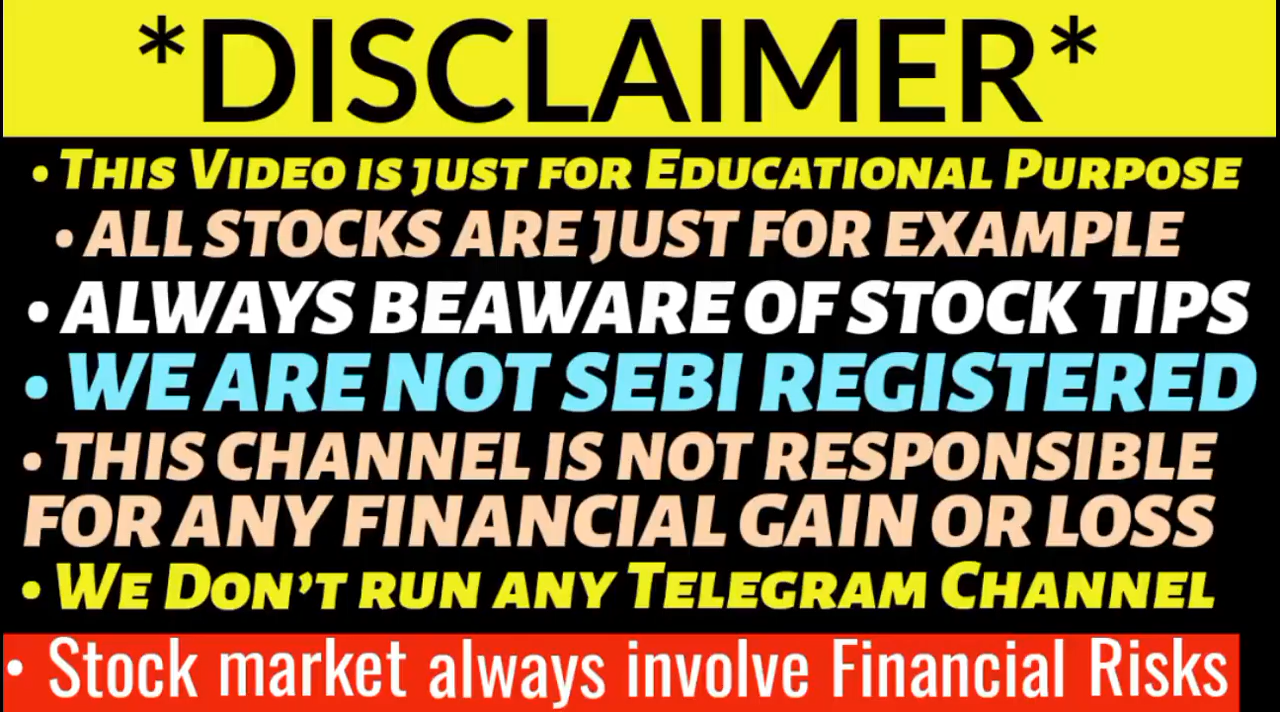 *DISCLAIMER*
• This Video is just for Educational Purpose
• ALL STOCKS ARE JUST FOR EXAMPLE
• ALWAYS BEAWARE OF STOCK TIPS
• WE ARE NOT SEBI REGISTERED
• THIS CHANNEL IS NOT RESPONSIBLE
FOR ANY FINANCIAL GAIN OR LOSS
• We Don't run any Telegram Channel
• Stock market always involve Financial Risks